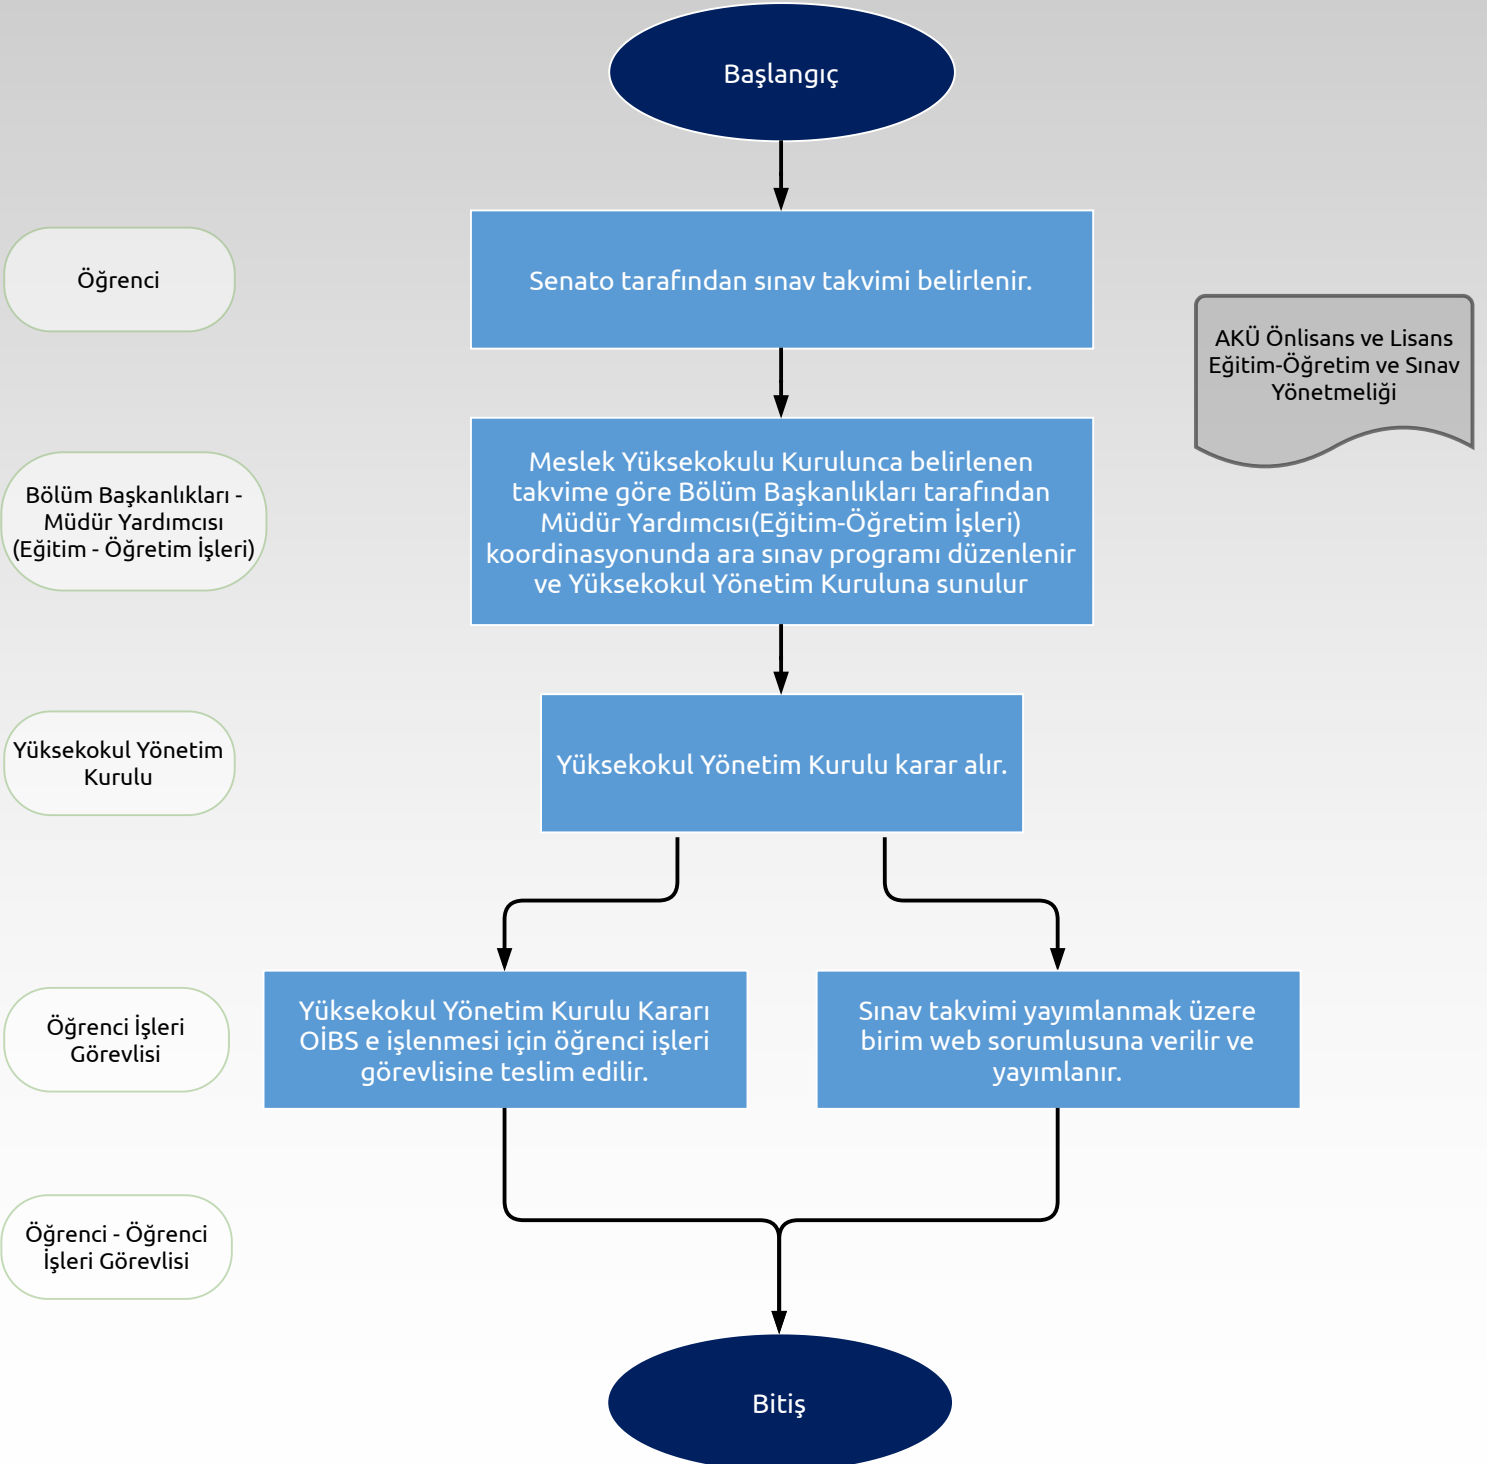 Başlangıç
Öğrenci
Senato tarafından sınav takvimi belirlenir.
AKÜ Önlisans ve Lisans
Eğitim-Öğretim ve Sınav
Yönetmeliği
Bölüm Başkanlıkları -
Müdür Yardımcısı
(Eğitim - Öğretim İşleri)
Meslek Yüksekokulu Kurulunca belirlenen
takvime göre Bölüm Başkanlıkları tarafından
Müdür Yardımcısı(Eğitim-Öğretim İşleri)
koordinasyonunda ara sınav programı düzenlenir
ve Yüksekokul Yönetim Kuruluna sunulur
Yüksekokul Yönetim
Kurulu
Yüksekokul Yönetim Kurulu karar alır.
Öğrenci İşleri
Görevlisi
Yüksekokul Yönetim Kurulu Kararı
OİBS e işlenmesi için öğrenci işleri
görevlisine teslim edilir.
Sınav takvimi yayımlanmak üzere
birim web sorumlusuna verilir ve
yayımlanır.
Öğrenci - Öğrenci
İşleri Görevlisi
Bitiş